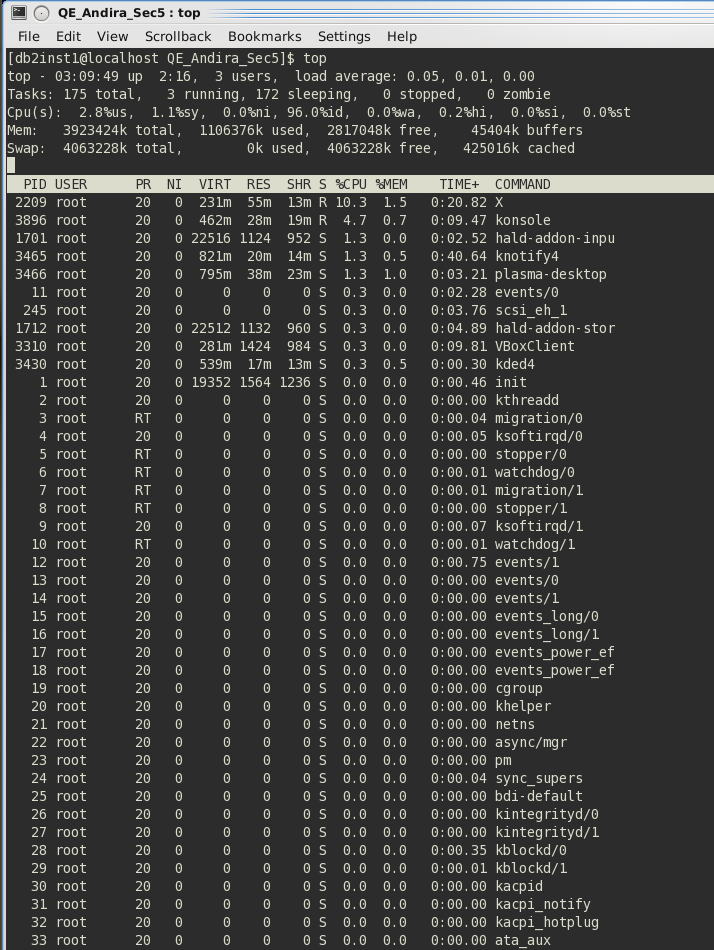 QE_Andira_Sec5 : top
File Edit View Scrollback Bookmarks Settings Help
[db2inst1@localhost QE_Andira_Sec5]$ top
top - 03:09:49 up  2:16,  3 users,  load average: 0.05, 0.01, 0.00
Tasks: 175 total,   3 running, 172 sleeping,   0 stopped,   0 zombie
Cpu(s):  2.8%us,  1.1%sy,  0.0%ni, 96.0%id,  0.0%wa,  0.2%hi,  0.0%si,  0.0%st
Mem:   3923424k total,  1106376k used,  2817048k free,    45404k buffers
Swap:  4063228k total,        0k used,  4063228k free,   425016k cached
PID USER      PR  NI  VIRT  RES  SHR S %CPU %MEM    TIME+  COMMAND
2209 root      20   0  231m  55m  13m R 10.3  1.5   0:20.82 X
3896 root      20   0  462m  28m  19m R  4.7  0.7   0:09.47 konsole
1701 root      20   0 22516 1124  952 S  1.3  0.0   0:02.52 hald-addon-inpu
3465 root      20   0  821m  20m  14m S  1.3  0.5   0:40.64 knotify4
3466 root      20   0  795m  38m  23m S  1.3  1.0   0:03.21 plasma-desktop
11 root      20   0     0    0    0 S  0.3  0.0   0:02.28 events/0
245 root      20   0     0    0    0 S  0.3  0.0   0:03.76 scsi_eh_1
1712 root      20   0 22512 1132  960 S  0.3  0.0   0:04.89 hald-addon-stor
3310 root      20   0  281m 1424  984 S  0.3  0.0   0:09.81 VBoxClient
3430 root      20   0  539m  17m  13m S  0.3  0.5   0:00.30 kded4
1 root      20   0 19352 1564 1236 S  0.0  0.0   0:00.46 init
2 root      20   0     0    0    0 S  0.0  0.0   0:00.00 kthreadd
3 root      RT   0     0    0    0 S  0.0  0.0   0:00.04 migration/0
4 root      20   0     0    0    0 S  0.0  0.0   0:00.05 ksoftirqd/0
5 root      RT   0     0    0    0 S  0.0  0.0   0:00.00 stopper/0
6 root      RT   0     0    0    0 S  0.0  0.0   0:00.01 watchdog/0
7 root      RT   0     0    0    0 S  0.0  0.0   0:00.01 migration/1
8 root      RT   0     0    0    0 S  0.0  0.0   0:00.00 stopper/1
9 root      20   0     0    0    0 S  0.0  0.0   0:00.07 ksoftirqd/1
10 root      RT   0     0    0    0 S  0.0  0.0   0:00.01 watchdog/1
12 root      20   0     0    0    0 S  0.0  0.0   0:00.75 events/1
13 root      20   0     0    0    0 S  0.0  0.0   0:00.00 events/0
14 root      20   0     0    0    0 S  0.0  0.0   0:00.00 events/1
15 root      20   0     0    0    0 S  0.0  0.0   0:00.00 events_long/0
16 root      20   0     0    0    0 S  0.0  0.0   0:00.00 events_long/1
17 root      20   0     0    0    0 S  0.0  0.0   0:00.00 events_power_ef
18 root      20   0     0    0    0 S  0.0  0.0   0:00.00 events_power_ef
19 root      20   0     0    0    0 S  0.0  0.0   0:00.00 cgroup
20 root      20   0     0    0    0 S  0.0  0.0   0:00.00 khelper
21 root      20   0     0    0    0 S  0.0  0.0   0:00.00 netns
22 root      20   0     0    0    0 S  0.0  0.0   0:00.00 async/mgr
23 root      20   0     0    0    0 S  0.0  0.0   0:00.00 pm
24 root      20   0     0    0    0 S  0.0  0.0   0:00.04 sync_supers
25 root      20   0     0    0    0 S  0.0  0.0   0:00.00 bdi-default
26 root      20   0     0    0    0 S  0.0  0.0   0:00.00 kintegrityd/0
27 root      20   0     0    0    0 S  0.0  0.0   0:00.00 kintegrityd/1
28 root      20   0     0    0    0 S  0.0  0.0   0:00.35 kblockd/0
29 root      20   0     0    0    0 S  0.0  0.0   0:00.01 kblockd/1
30 root      20   0     0    0    0 S  0.0  0.0   0:00.00 kacpid
31 root      20   0     0    0    0 S  0.0  0.0   0:00.00 kacpi_notify
32 root      20   0     0    0    0 S  0.0  0.0   0:00.00 kacpi_hotplug
33 root      20   0     0    0    0 S  0.0  0.0   0:00.00 ata_aux